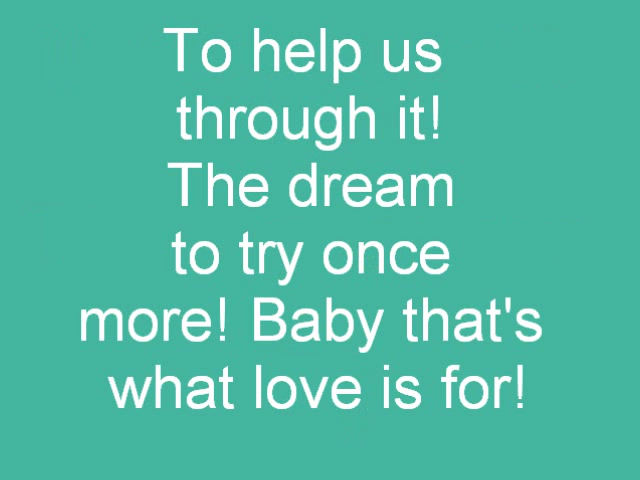 To help us
through it!
The dream
to try once
more! Baby that's
what love is for!